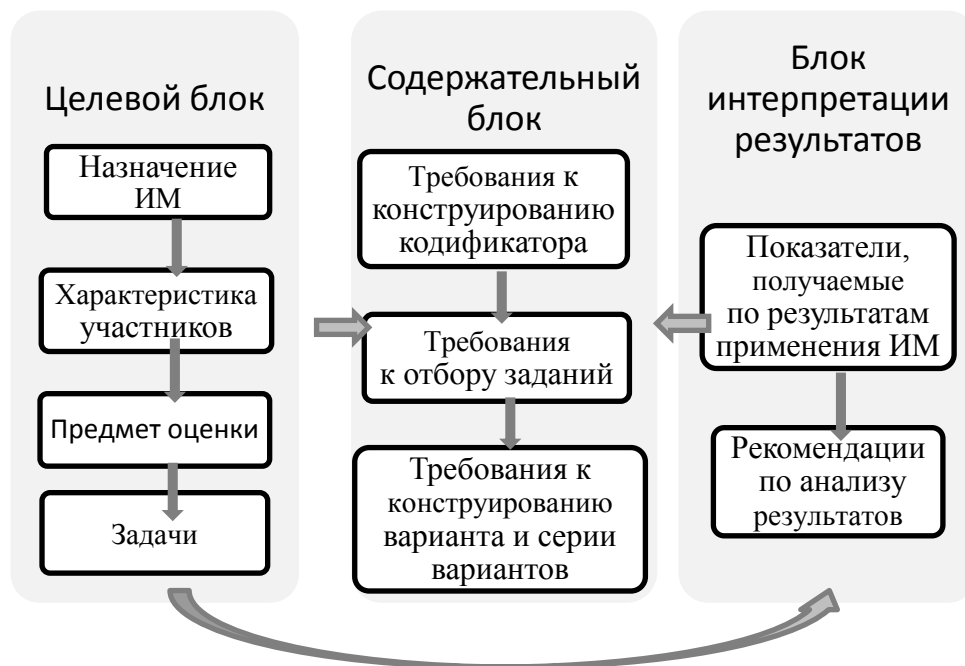 Целевой блок
Назначение
ИМ
Характеристика
участников
Предмет оценки
Задачи
Содержательный
блок
Требования к
конструированию
кодификатора
Требования
к отбору заданий
Требования к
конструированию
варианта и серии
вариантов
Блок
интерпретации
результатов
Показатели,
получаемые
по результатам
применения ИМ
Рекомендации
по анализу
результатов